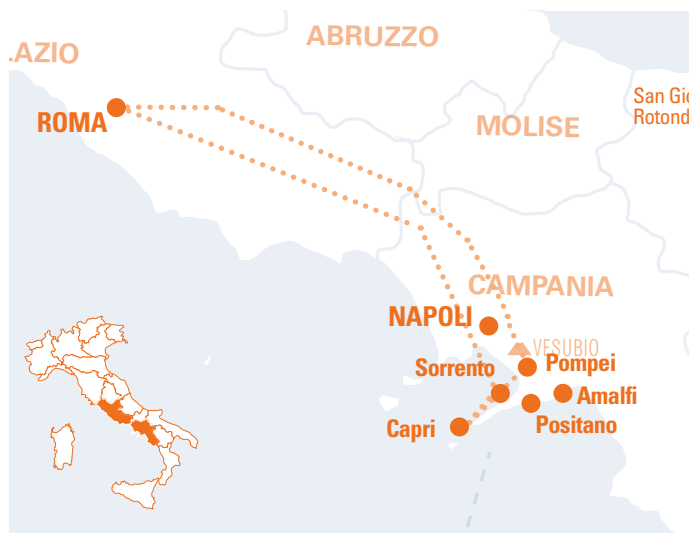 ABRUZZO
.AZIO
San Gio
Rotond
ROMA
MOLISE
CAMPANIA
NAPOLI
VESUBIO
Sorrento
Pompei
Amalfi
Capri
Positano